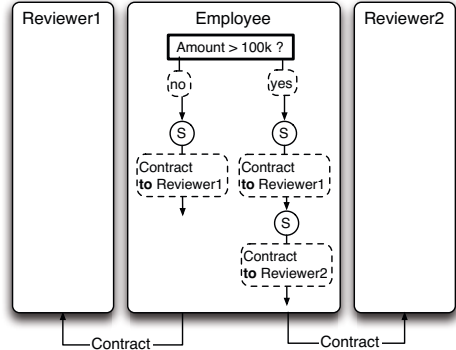 Reviewer1
Employee
Reviewer2
Amount > 100k ?
no
yes
S
S
Contract
to Reviewer1
Contract
to Reviewer1
S
Contract
to Reviewer2
Contract
Contract